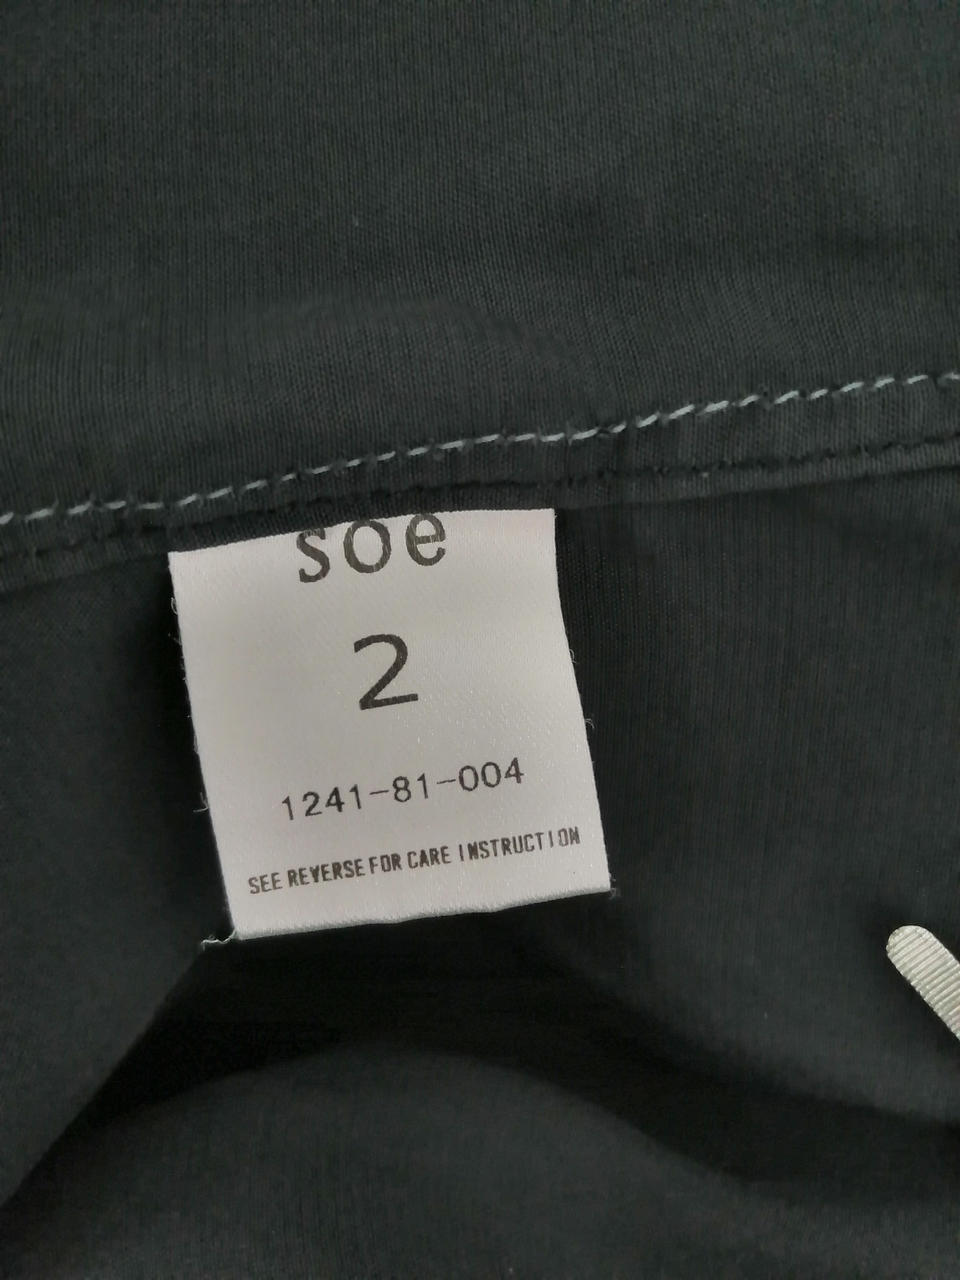 soe
2
1241-81-004
SEE REVERSE FOR CARE INSTRUCTION